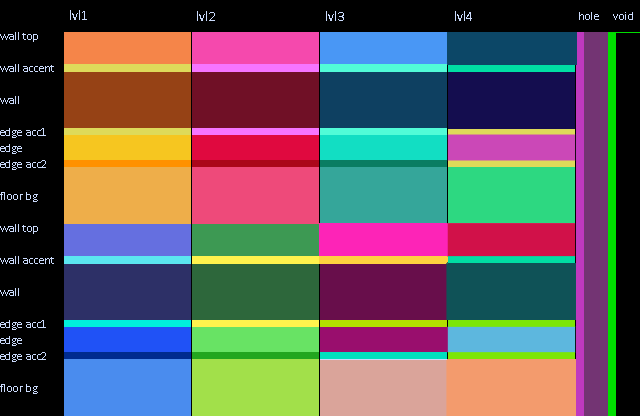 lvl1 lvl2 lvl3 lvl4 hole void
wall top
wall accent
wall
edge acc1
edge
edge acc2
floor bg
wall top
wall accent
wall
edge acc1
edge
edge acc2
floor bg